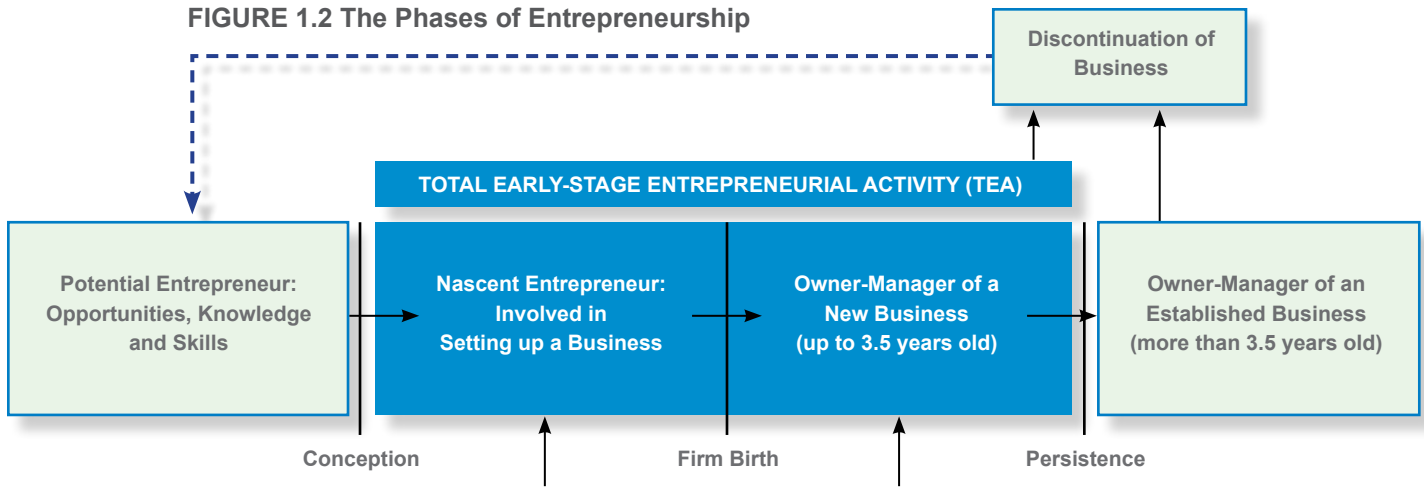 FIGURE 1.2 The Phases of Entrepreneurship
Discontinuation of
Business
TOTAL EARLY-STAGE ENTREPRENEURIAL ACTIVITY (TEA)
Potential Entrepreneur:
Opportunities, Knowledge
and Skills
Nascent Entrepreneur:
Involved in
Setting up a Business
Owner-Manager of a
New Business
(up to 3.5 years old)
Owner-Manager of an
Established Business
(more than 3.5 years old)
Conception
Firm Birth
Persistence